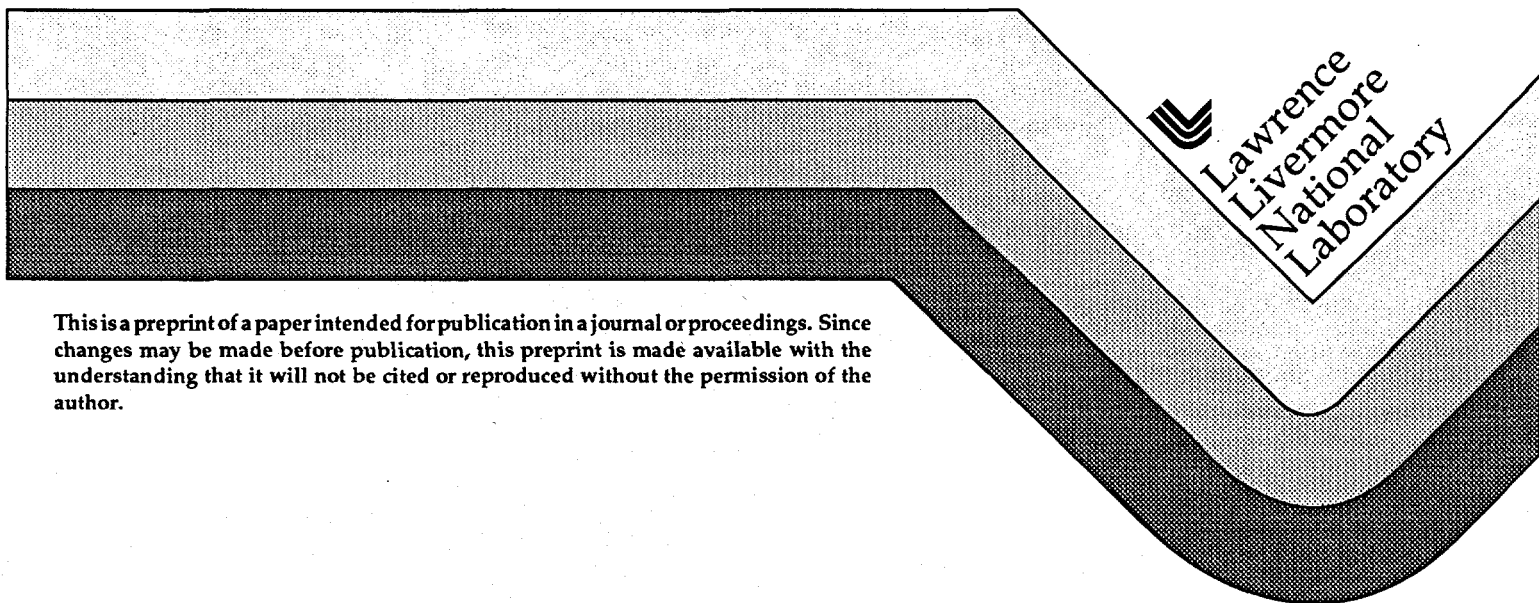 Lawrence
Livermore
National
Laboratory
This is a preprint of a paper intended for publication in a journal or proceedings. Since
changes may be made before publication, this preprint is made available with the
understanding that it will not be cited or reproduced without the permission of the
author.